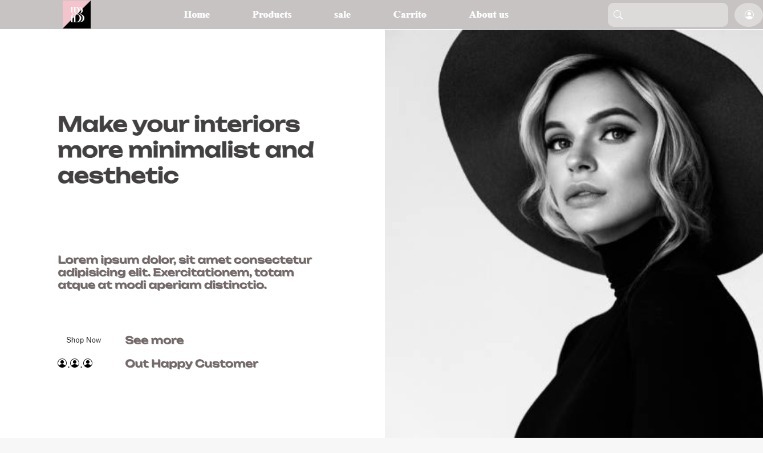 Home Products sale Carrito About us
Make your interiors
more minimalist and
aesthetic
Lorem ipsum dolor, sit amet consectetur
adipisicing elit. Exercitationem, totam
atque at modi aperiam distinctio.
Shop Now See more
Out Happy Customer